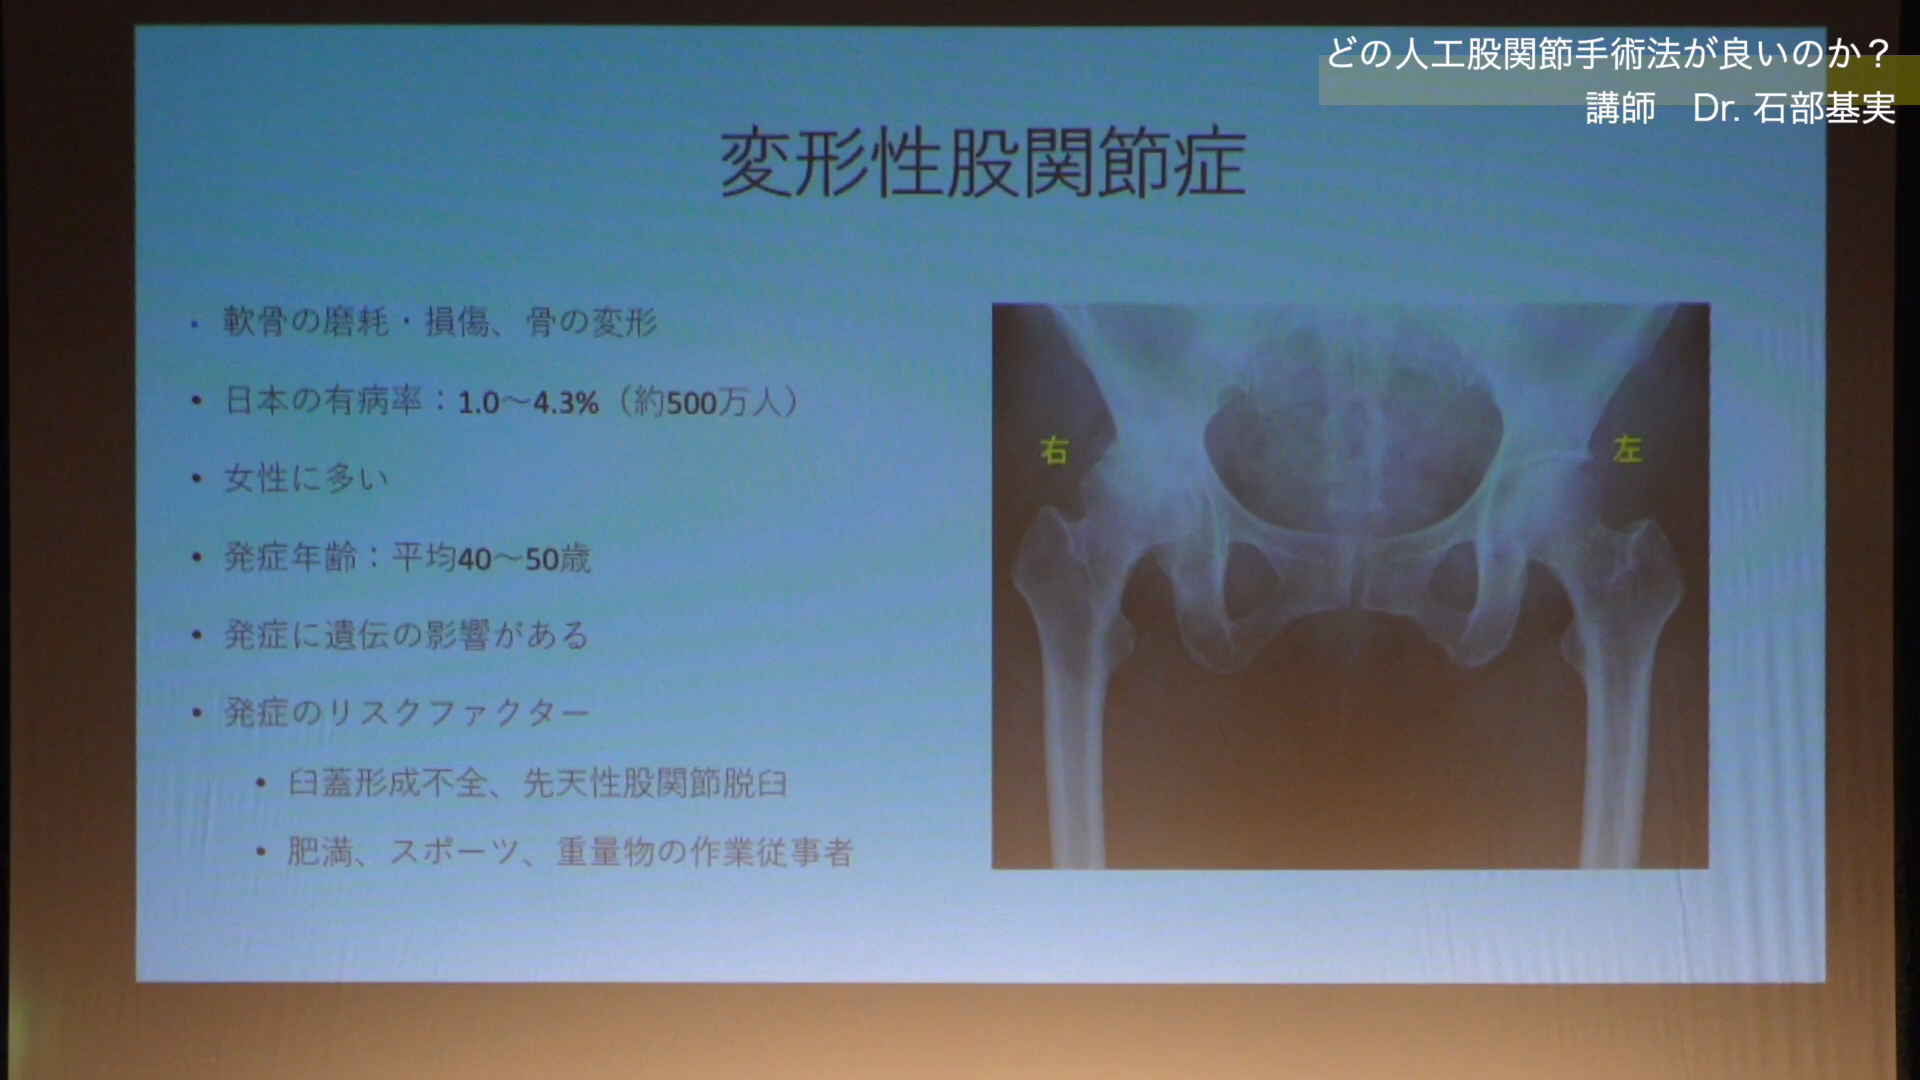 どの人工股関節手術法が良いのか？
講師　Dr. 石部基実
変形性股関節症
・軟骨の磨耗・損傷、骨の変形
• 日本の有病率：1.0～4.3%（約500万人）
• 女性に多い
• 発症年齢：平均40～50歳
• 発症に遺伝の影響がある
• 発症のリスクファクター
• 臼蓋形成不全、先天性股関節脱臼
• 肥満、スポーツ、重量物の作業従事者
右
左